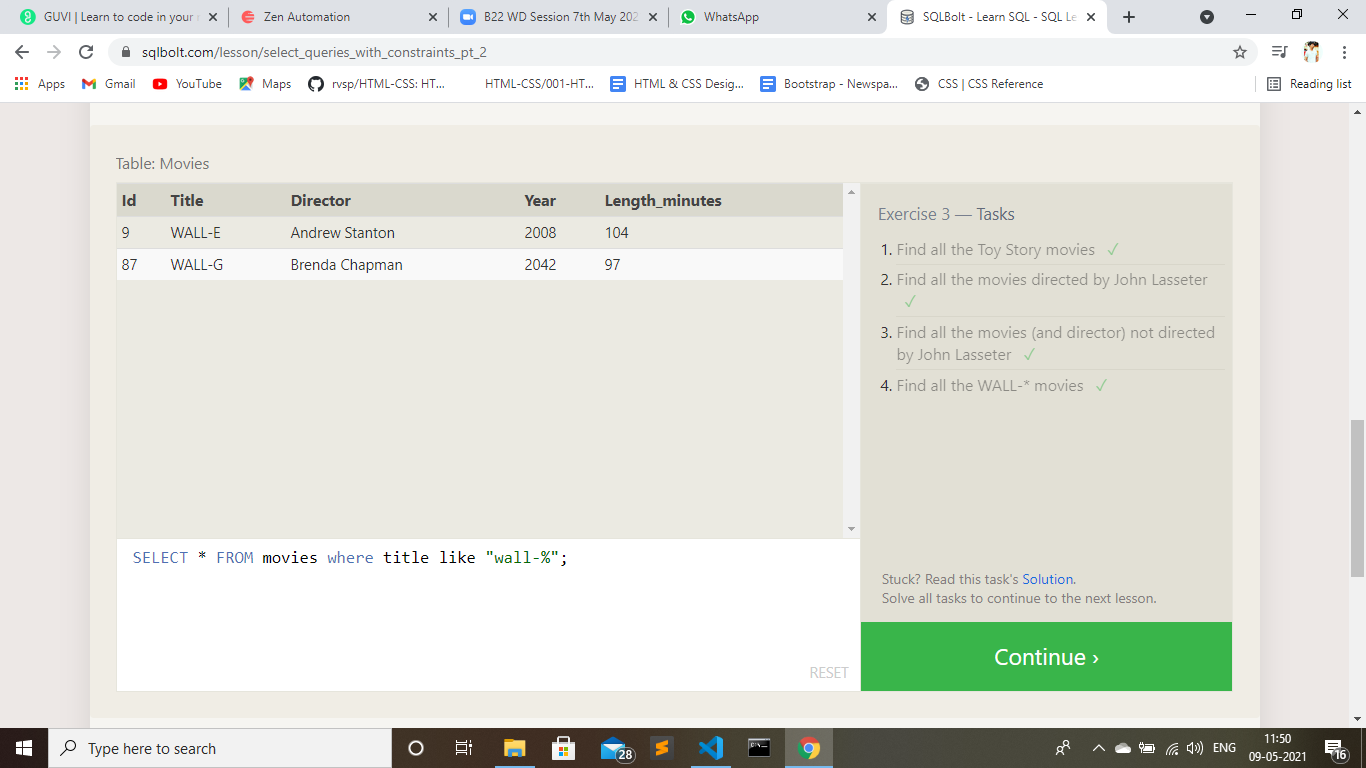 GUVI | Learn to code in your n
Zen Automation
B22 WD Session 7th May 202
WhatsApp
SQLBolt - Learn SQL - SQL Le
sqlbolt.com/lesson/select_queries_with_constraints_pt_2
Apps
Gmail
YouTube
Maps
rvsp/HTML-CSS: HT...
HTML-CSS/001-HT...
HTML & CSS Desig...
Bootstrap - Newspa...
CSS | CSS Reference
Reading list
Table: Movies
Id Title Director Year Length_minutes
9 WALL-E Andrew Stanton 2008 104
87 WALL-G Brenda Chapman 2042 97
SELECT * FROM movies where title like "wall-%";
RESET
Exercise 3 — Tasks
1. Find all the Toy Story movies ✓
2. Find all the movies directed by John Lasseter
✓
3. Find all the movies (and director) not directed
by John Lasseter ✓
4. Find all the WALL-* movies ✓
Stuck? Read this task's Solution.
Solve all tasks to continue to the next lesson.
Continue ›
Type here to search
28
ENG
11:50
09-05-2021
16